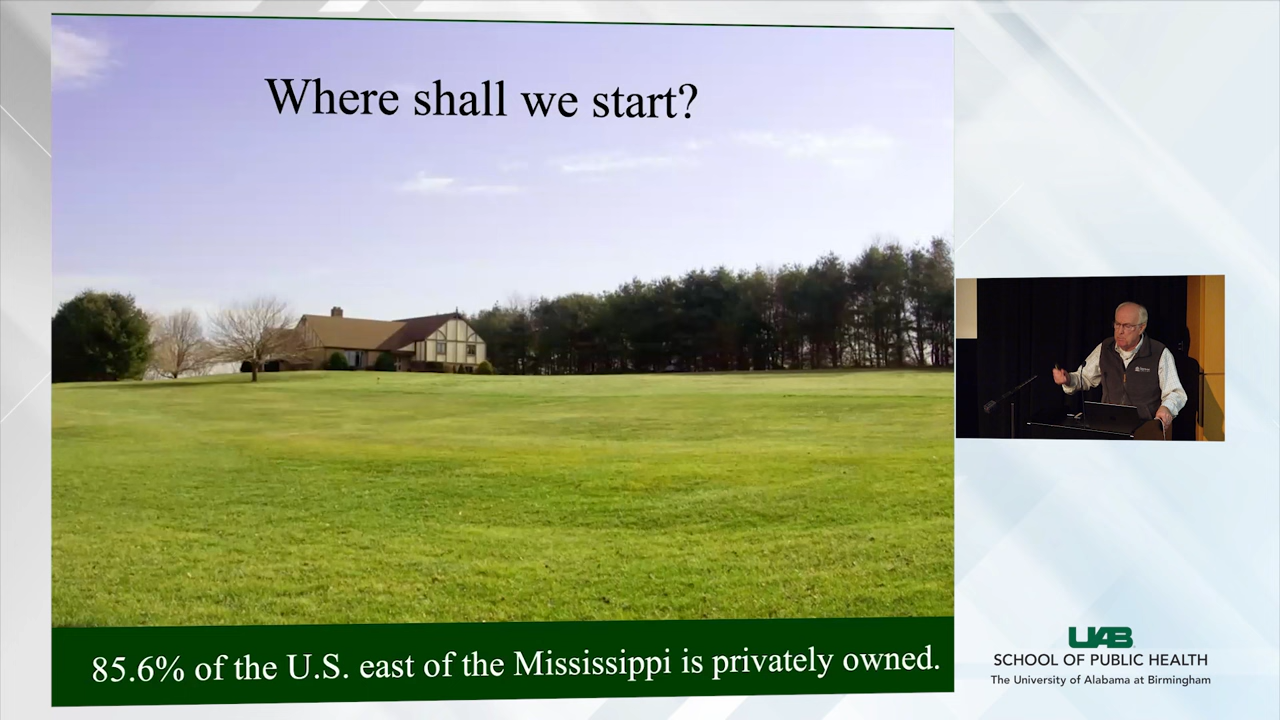 Where shall we start?
85.6% of the U.S. east of the Mississippi is privately owned.
UAB
SCHOOL OF PUBLIC HEALTH
The University of Alabama at Birmingham